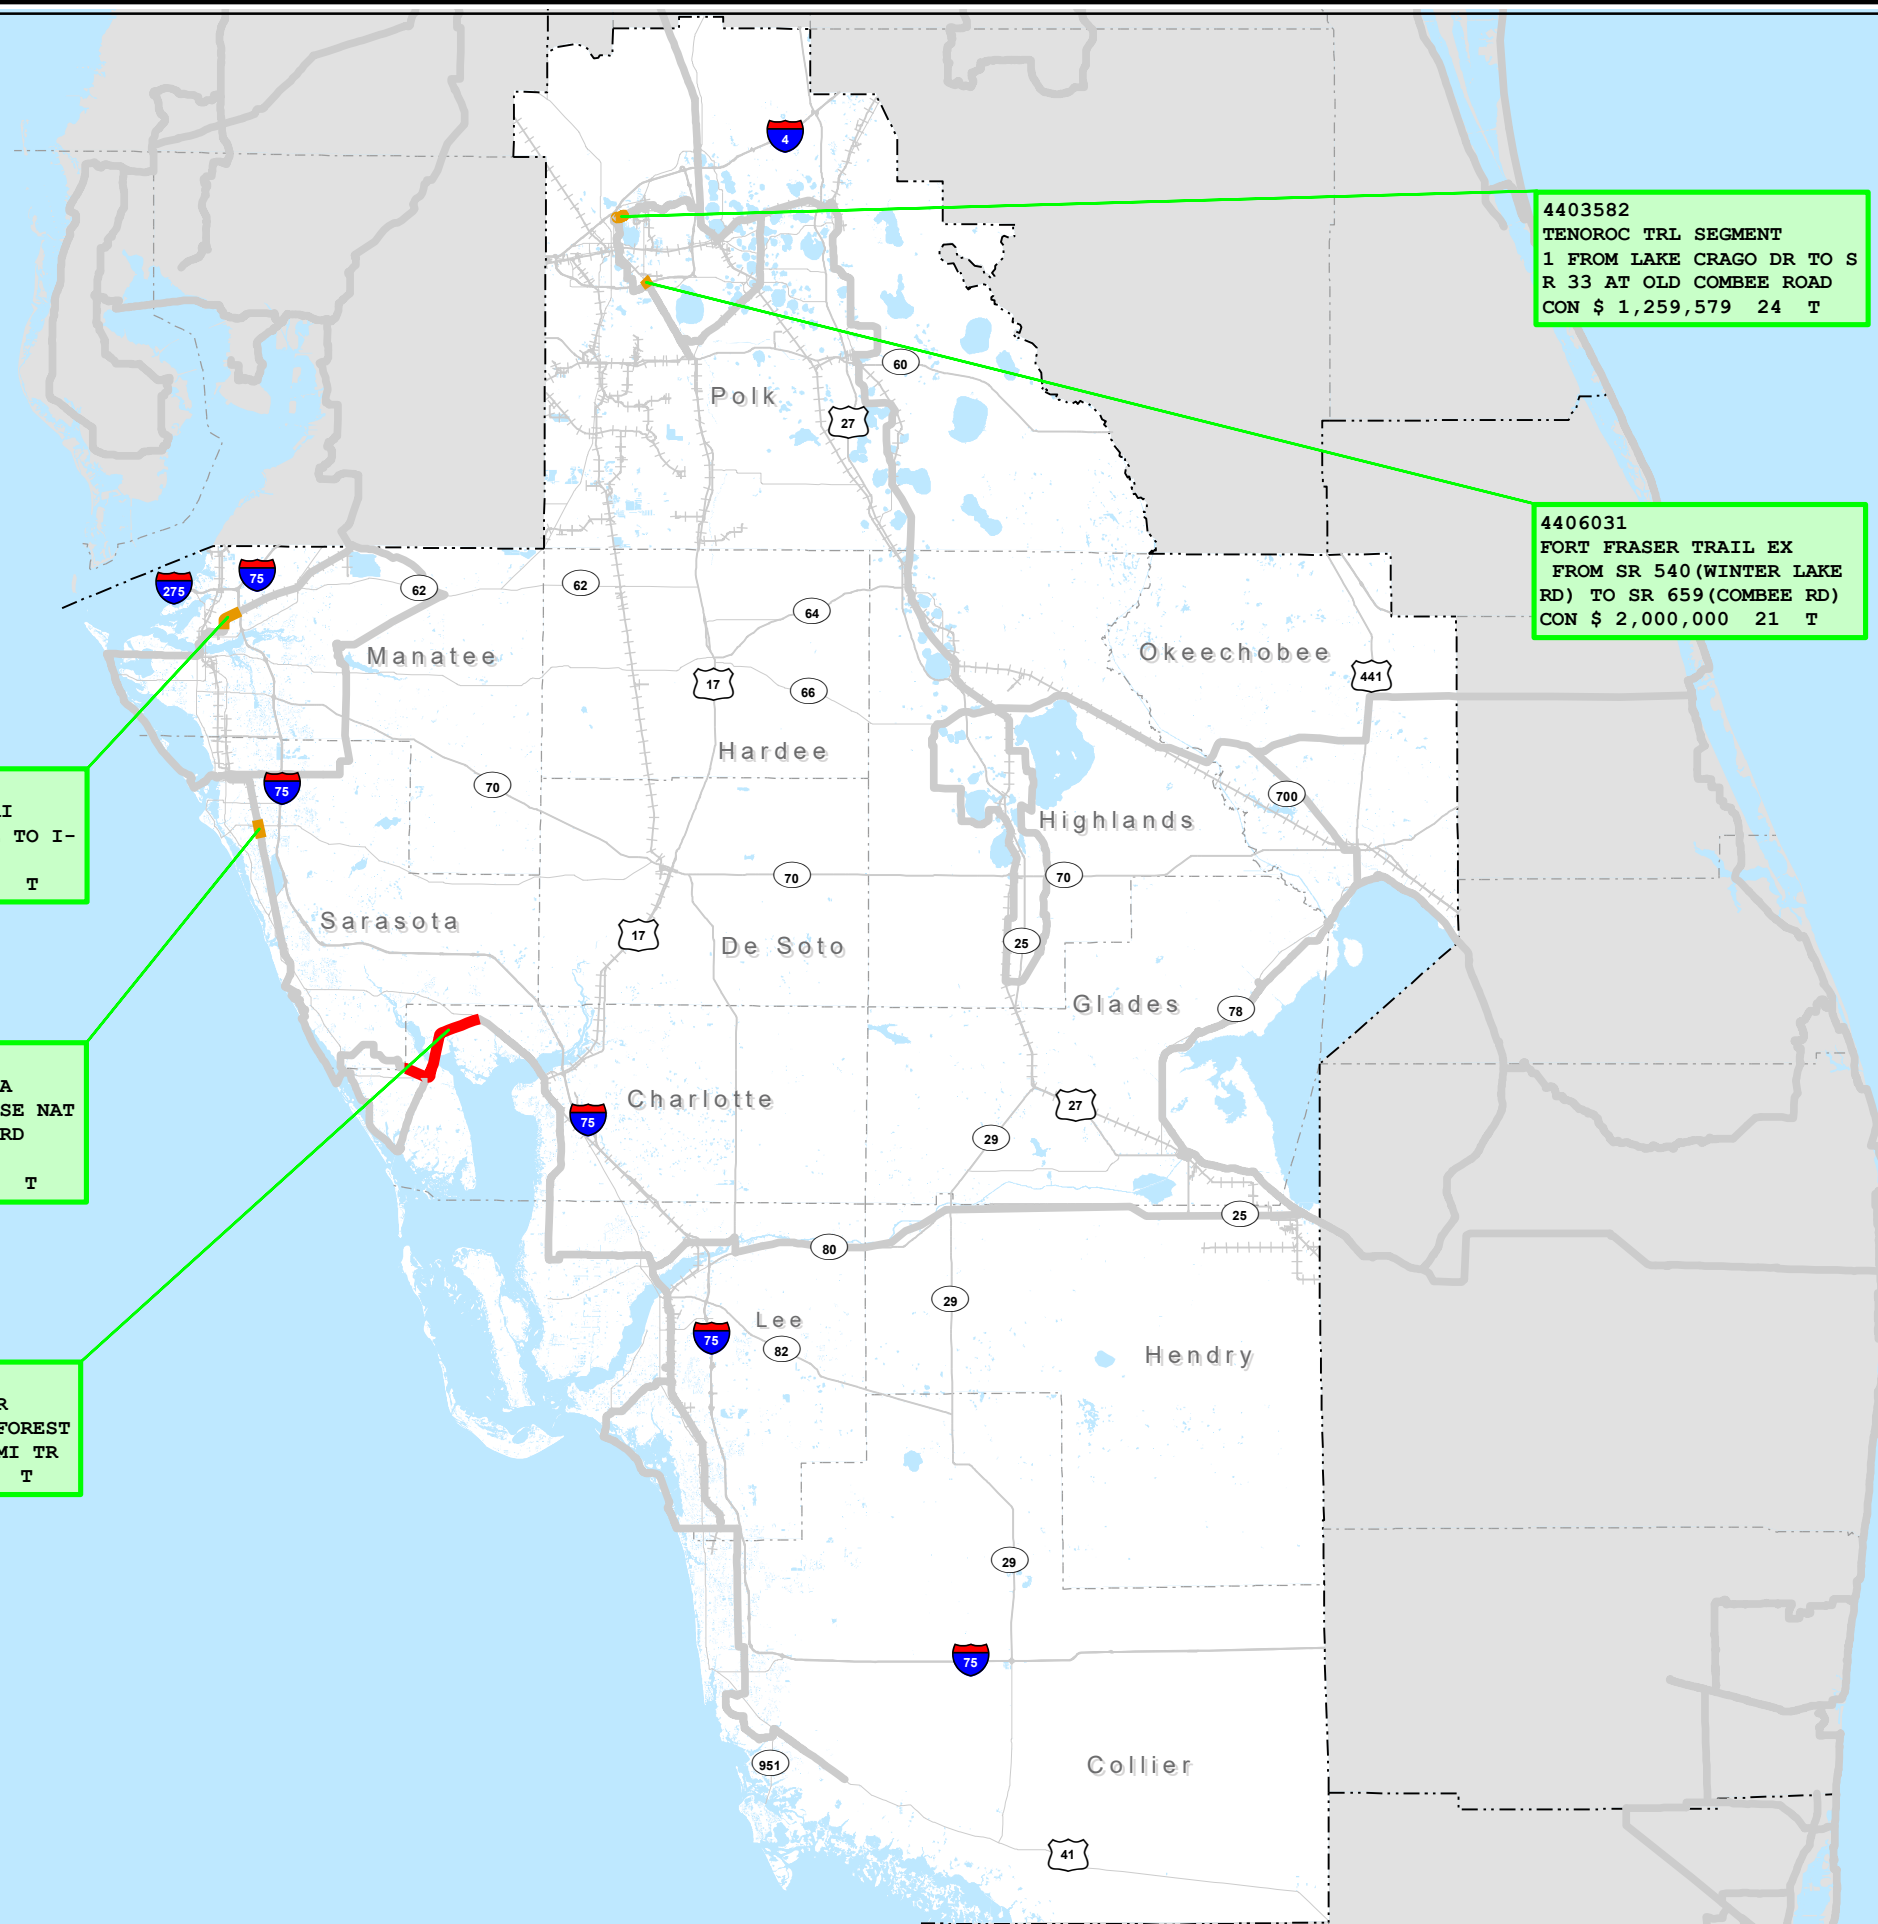 4
4403582
TENOROC TRL SEGMENT
1 FROM LAKE CRAGO DR TO S
R 33 AT OLD COMBEE ROAD
CON $ 1,259,579 24 T
60
Polk
27
4406031
FORT FRASER TRAIL EX
FROM SR 540(WINTER LAKE
RD) TO SR 659(COMBEE RD)
CON $ 2,000,000 21 T
275
75
62
62
64
Manatee
Okeechobee
441
17
66
Hardee
75
70
700
TO I-
T
Highlands
70
70
Sarasota
17
De Soto
25
Glades
78
A
SE NAT
RD
T
Charlotte
75
27
29
25
80
29
Lee
75
82
Hendry
R
FOREST
MI TR
T
29
75
951
Collier
41